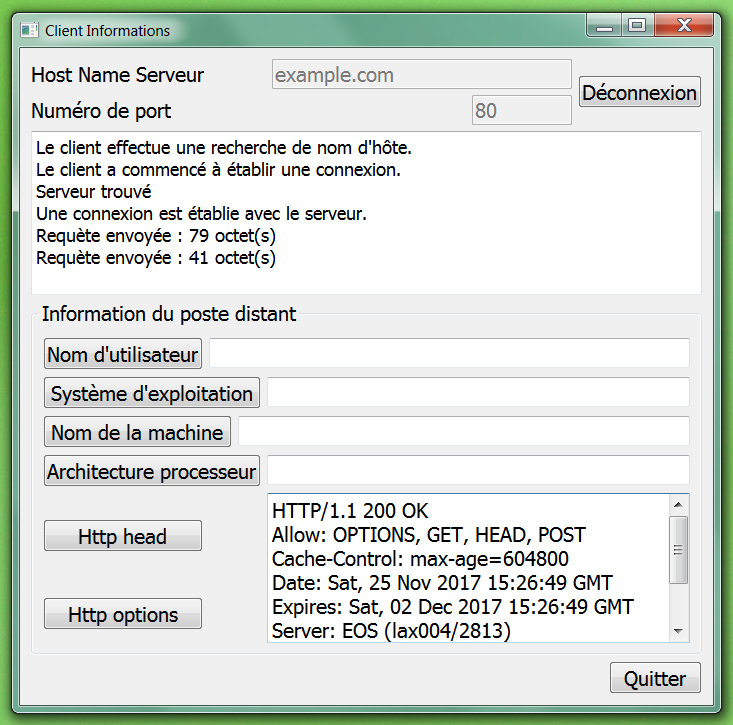 Client Informations
Host Name Serveur
example.com
Déconnexion
Numéro de port
80
Le client effectue une recherche de nom d'hôte.
Le client a commencé à établir une connexion.
Serveur trouvé
Une connexion est établie avec le serveur.
Requète envoyée : 79 octet(s)
Requète envoyée : 41 octet(s)
Information du poste distant
Nom d'utilisateur
Système d'exploitation
Nom de la machine
Architecture processeur
Http head
Http options
HTTP/1.1 200 OK
Allow: OPTIONS, GET, HEAD, POST
Cache-Control: max-age=604800
Date: Sat, 25 Nov 2017 15:26:49 GMT
Expires: Sat, 02 Dec 2017 15:26:49 GMT
Server: EOS (lax004/2813)
Quitter